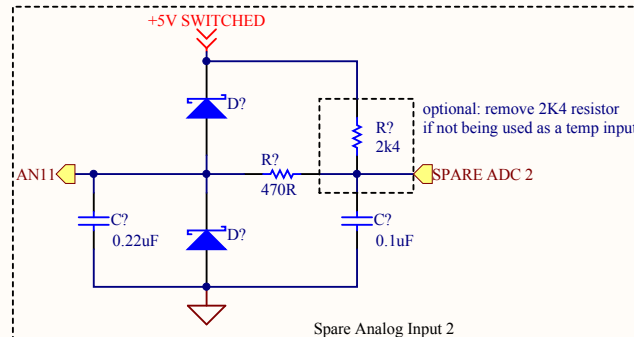 +5V SWITCHED
D?
optional: remove 2K4 resistor
if not being used as a temp input
R?
2k4
AN11
R?
470R
SPARE ADC 2
C?
0.22uF
D?
C?
0.1uF
Spare Analog Input 2